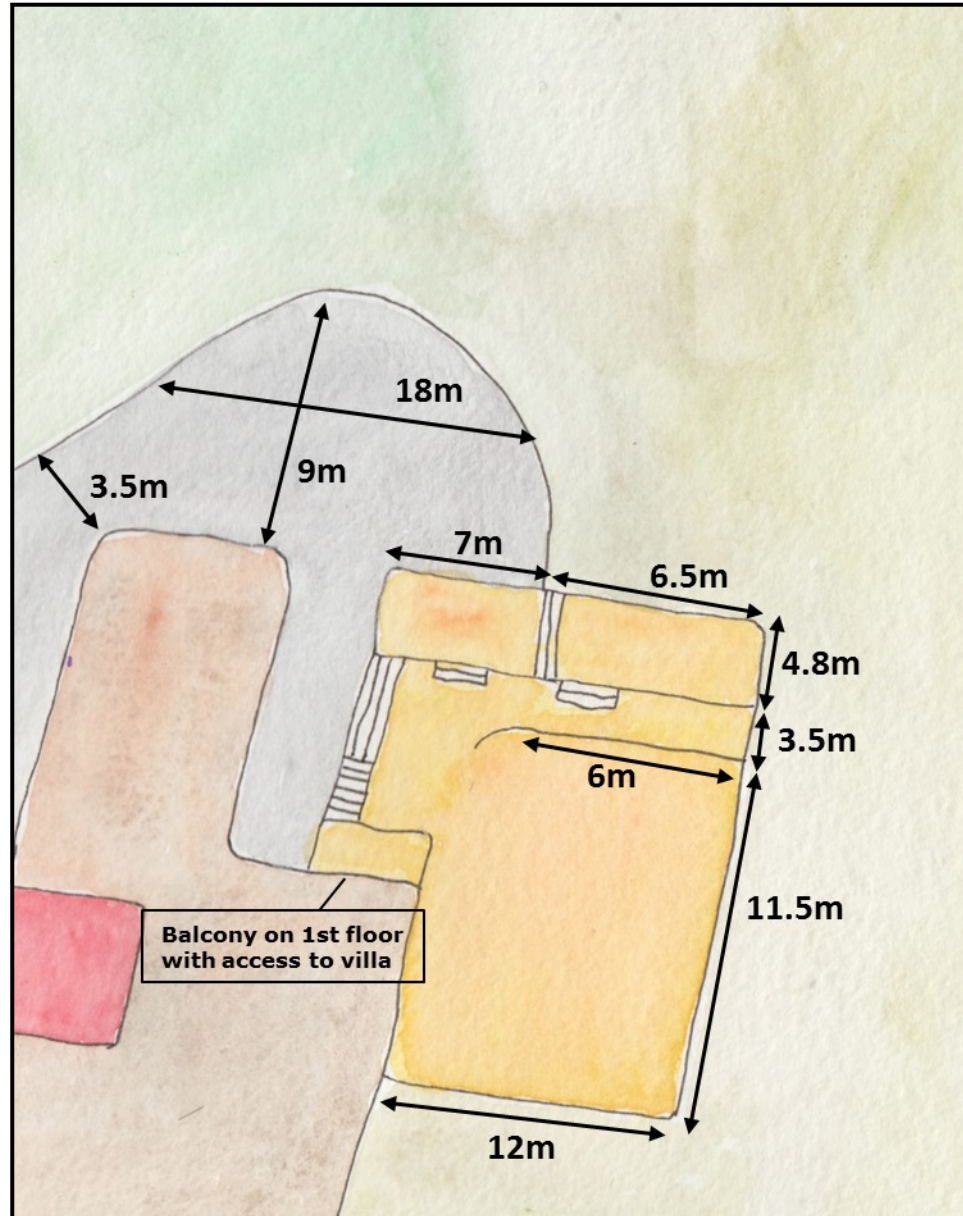 18m
9m
3.5m
7m
6.5m
4.8m
3.5m
6m
11.5m
Balcony on 1st floor
with access to villa
12m